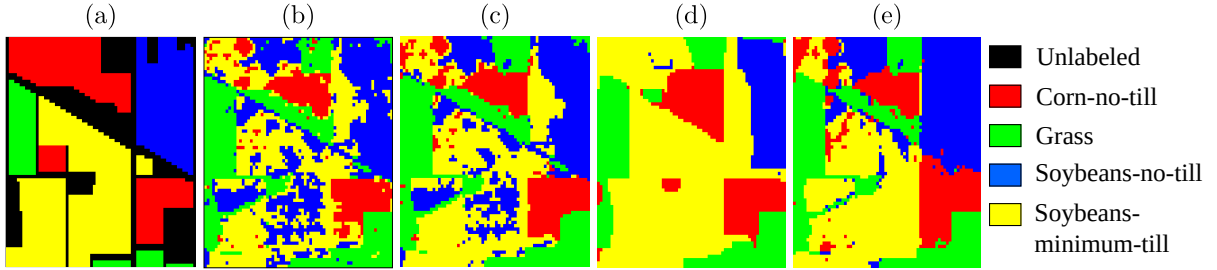 (a) (b) (c) (d) (e)
Unlabeled
Corn-no-till
Grass
Soybeans-no-till
Soybeans-
minimum-till